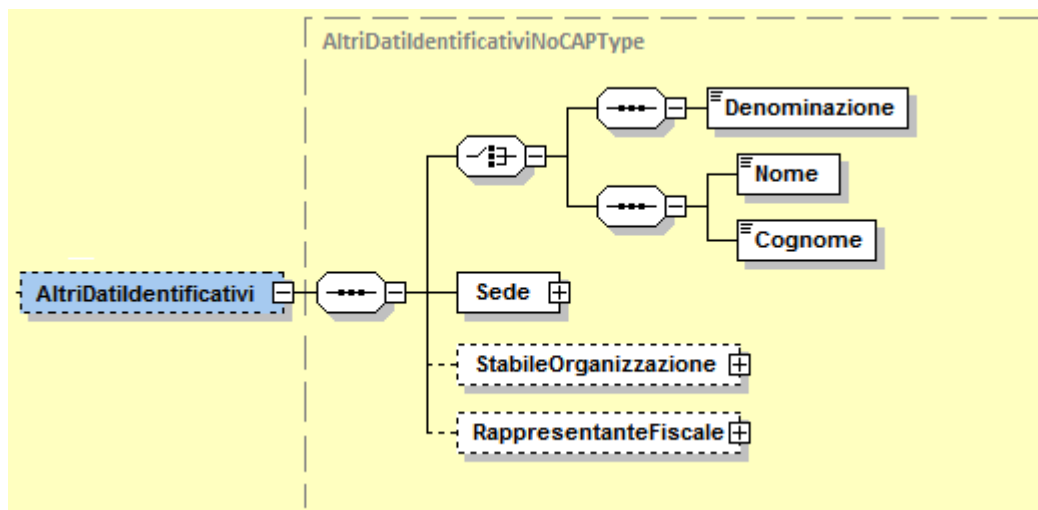 AltriDatiIdentificativiNoCAPType
Denominazione
Nome
Cognome
AltriDatiIdentificativi
Sede
StabileOrganizzazione
RappresentanteFiscale